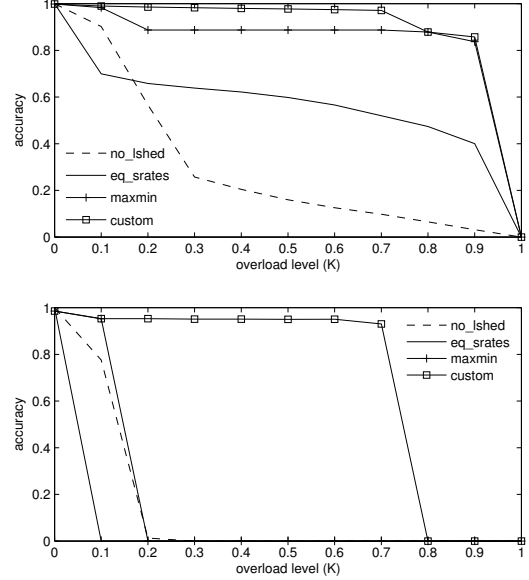 1
0.8
0.6
0.4
0.2
0
accuracy
no_lshed
eq_srates
maxmin
custom
0 0.1 0.2 0.3 0.4 0.5 0.6 0.7 0.8 0.9 1
overload level (K)
1
0.8
0.6
0.4
0.2
0
accuracy
no_lshed
eq_srates
maxmin
custom
0 0.1 0.2 0.3 0.4 0.5 0.6 0.7 0.8 0.9 1
overload level (K)